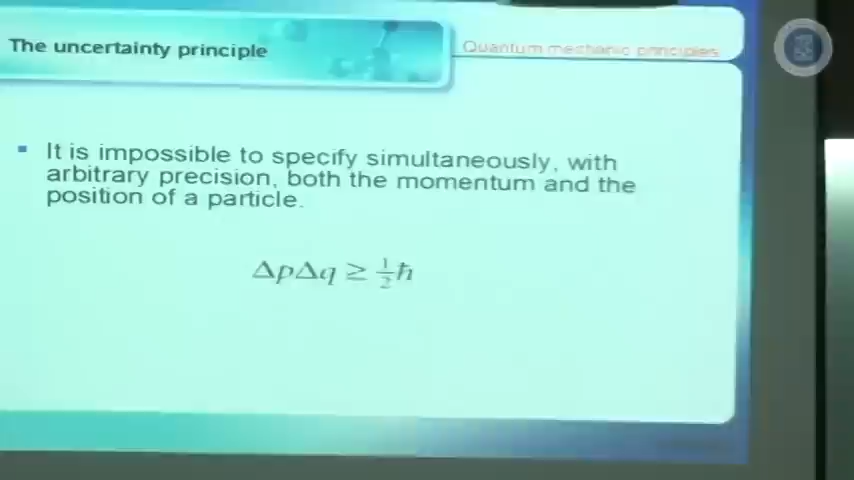 The uncertainty principle
Quantum mechanic principles
It is impossible to specify simultaneously, with
arbitrary precision, both the momentum and the
position of a particle.
ΔpΔq ≥ ½ħ